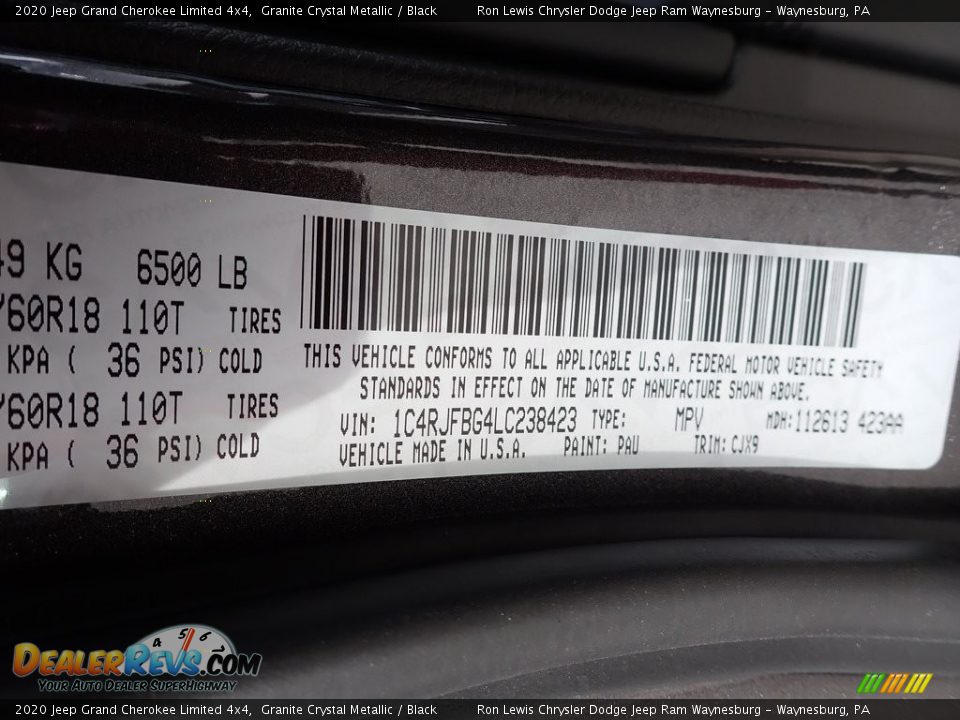 2020 Jeep Grand Cherokee Limited 4x4, Granite Crystal Metallic / Black Ron Lewis Chrysler Dodge Jeep Ram Waynesburg - Waynesburg, PA
49 KG 6500 LB
/60R18 110T TIRES
KPA ( 36 PSI) COLD
/60R18 110T TIRES
KPA ( 36 PSI) COLD
THIS VEHICLE CONFORMS TO ALL APPLICABLE U.S.A. FEDERAL MOTOR VEHICLE SAFETY
STANDARDS IN EFFECT ON THE DATE OF MANUFACTURE SHOWN ABOVE.
VIN: 1C4RJFBG4LC238423 TYPE: MPV MDH:112613 423AA
VEHICLE MADE IN U.S.A. PAINT: PAU TRIM:CJX9
4 5 6
DealerRevs.com
Your Auto Dealer SuperHighway
2020 Jeep Grand Cherokee Limited 4x4, Granite Crystal Metallic / Black Ron Lewis Chrysler Dodge Jeep Ram Waynesburg - Waynesburg, PA